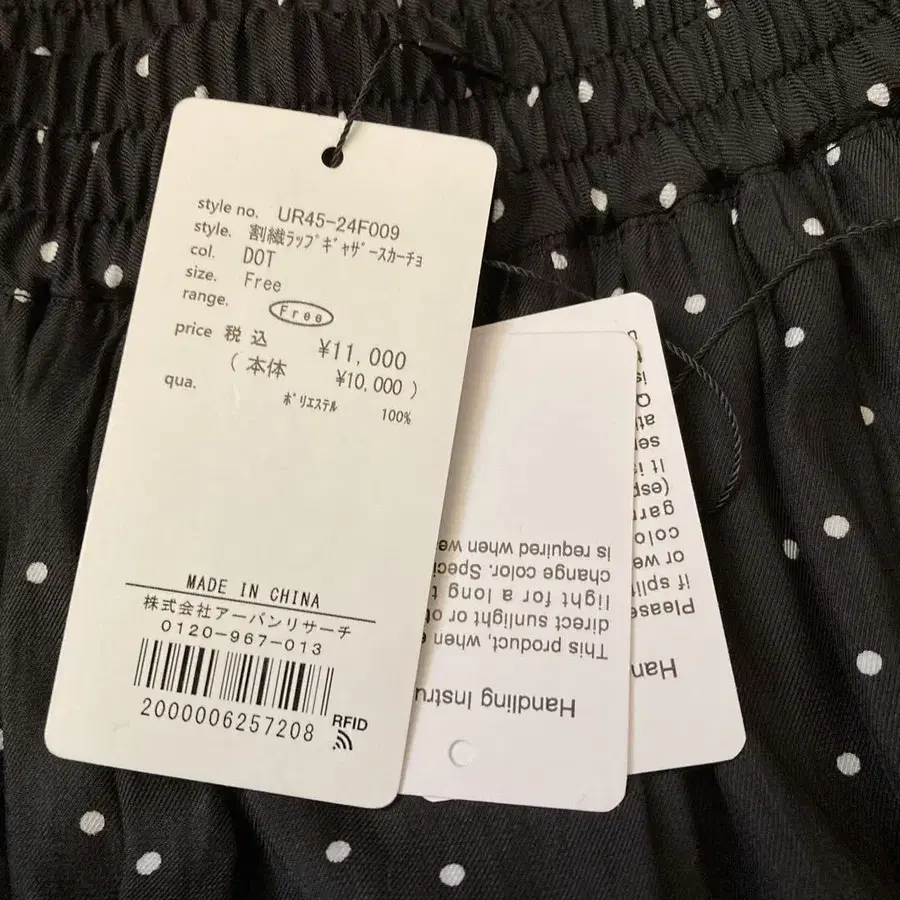 style no. UR45-24F009
style. 割繊ラップギャザースカーチョ
col. DOT
size. Free
range. Free
price 税込 ¥11,000
(本体 ¥10,000)
qua. ポリエステル 100%
MADE IN CHINA
株式会社アーバンリサーチ
0120-967-013
2000006257208
RFID
Handling Instru
This product, when
direct sunlight or
light for a long
change color. Speci
is required when we
Han
Please
if split
or we
colo
garm
(esp
It is